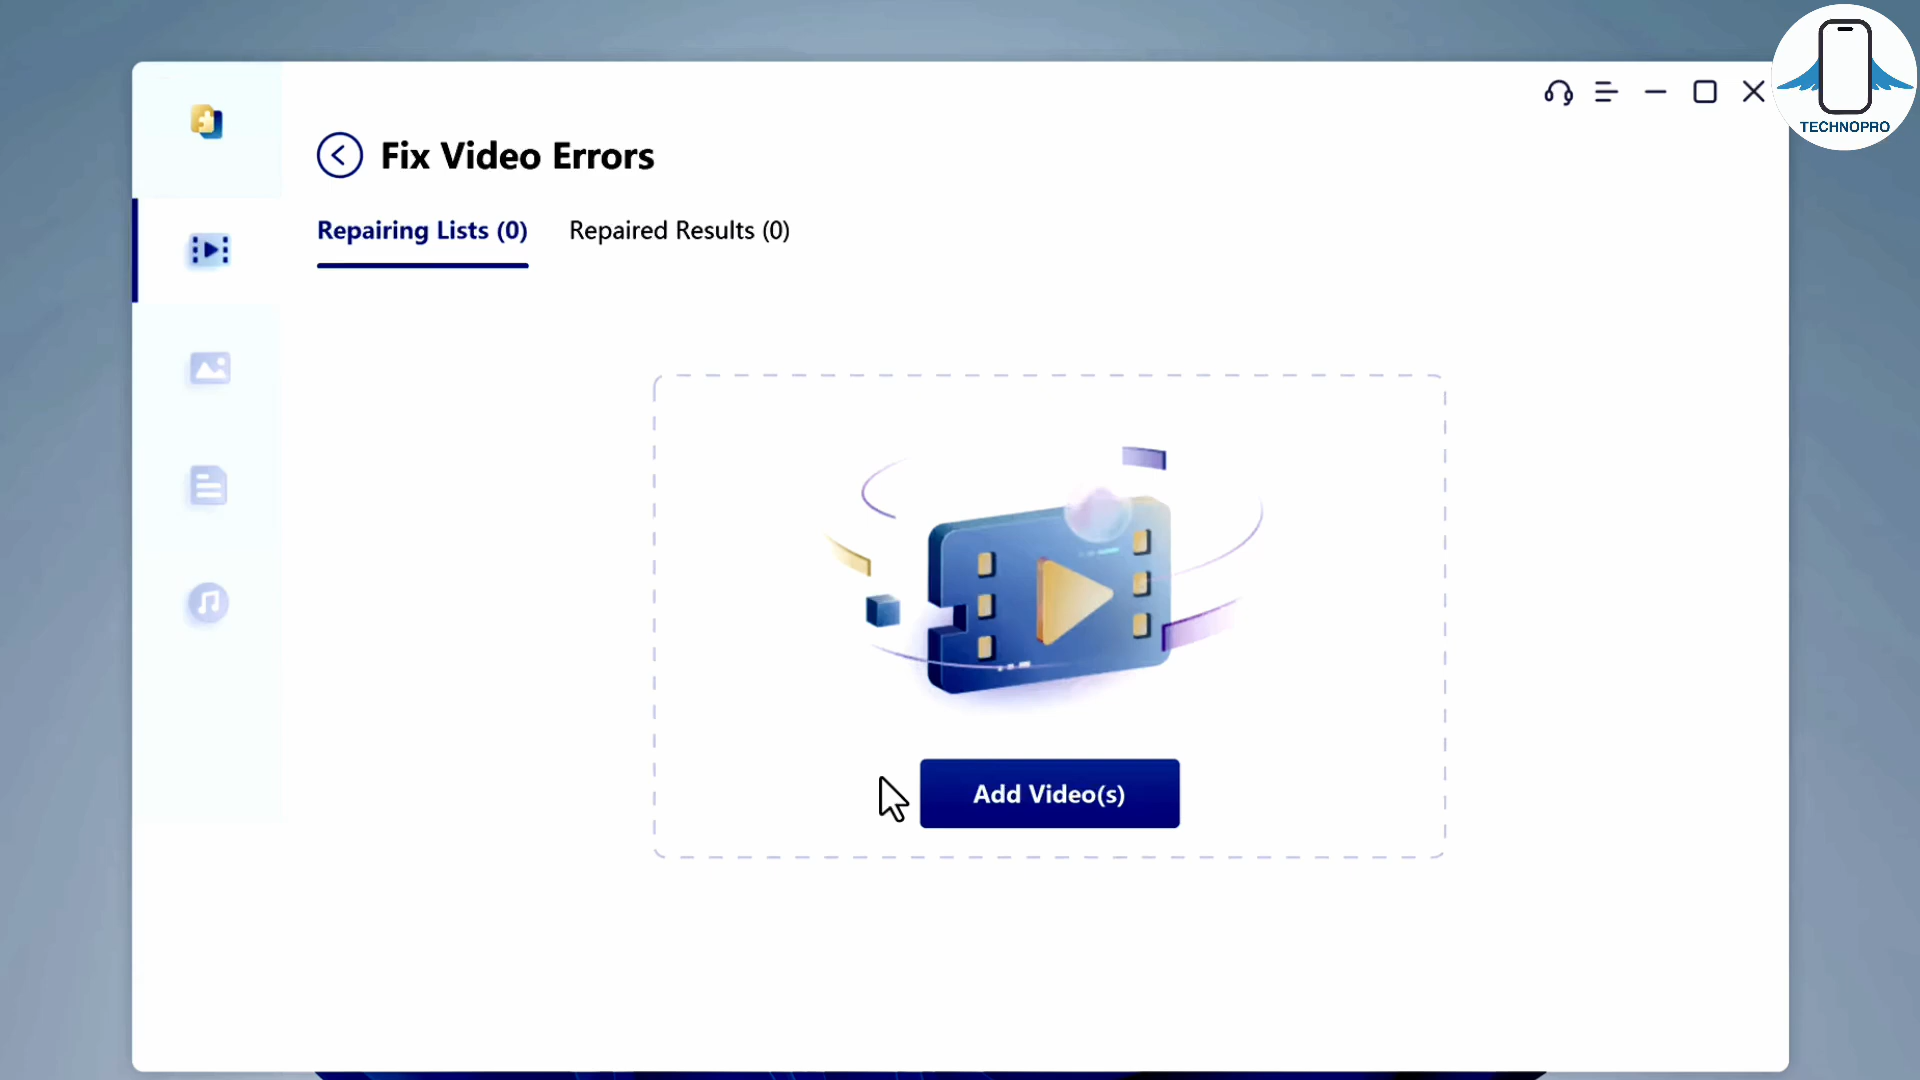 TECHNOPRO
Fix Video Errors
Repairing Lists (0)
Repaired Results (0)
Add Video(s)